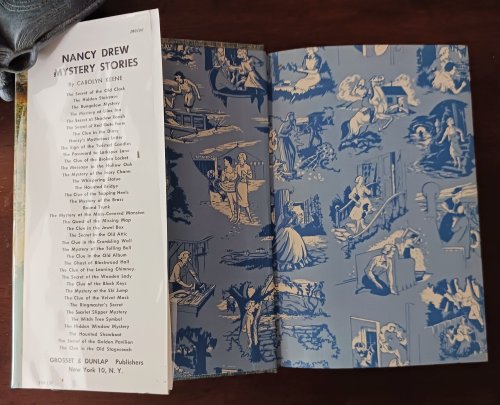 NANCY DREW
MYSTERY STORIES
By CAROLYN KEENE
The Secret of the Old Clock
The Hidden Staircase
The Bungalow Mystery
The Mystery at Lilac Inn
The Secret at Shadow Ranch
The Secret of Red Gate Farm
The Clue in the Diary
Nancy's Mysterious Letter
The Sign of the Twisted Candles
The Password to Larkspur Lane
The Clue of the Broken Locket
The Message in the Hollow Oak
The Mystery of the Ivory Charm
The Whispering Statue
The Haunted Bridge
The Clue of the Tapping Heels
The Mystery of the Brass
Bound Trunk
The Mystery at the Moss-Covered Mansion
The Quest of the Missing Map
The Clue in the Jewel Box
The Secret in the Old Attic
The Clue in the Crumbling Wall
The Mystery of the Tolling Bell
The Clue in the Old Album
The Ghost of Blackwood Hall
The Clue of the Leaning Chimney
The Secret of the Wooden Lady
The Clue of the Black Keys
The Mystery at the Ski Jump
The Clue of the Velvet Mask
The Ringmaster's Secret
The Scarlet Slipper Mystery
The Witch Tree Symbol
The Hidden Window Mystery
The Haunted Showboat
The Secret of the Golden Pavilion
The Clue in the Old Stagecoach
GROSSET & DUNLAP Publishers
New York 10, N. Y.